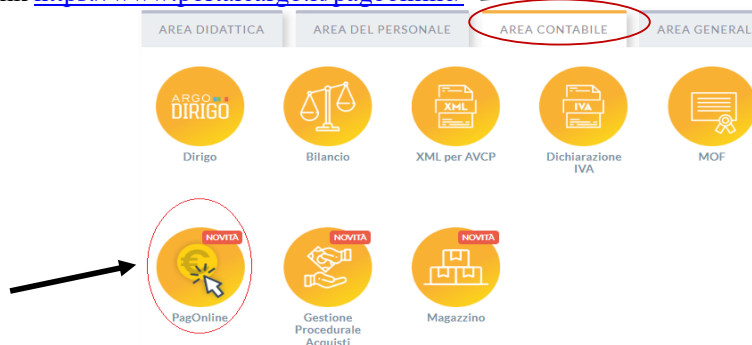 AREA DIDATTICA AREA DEL PERSONALE AREA CONTABILE AREA GENERAL
ARGO
DIRIGO
XML
IVA
Dirigo Bilancio XML per AVCP Dichiarazione IVA MOF
NOVITÀ NOVITÀ NOVITÀ
€
PagOnline Gestione Procedurale Acquisti Magazzino